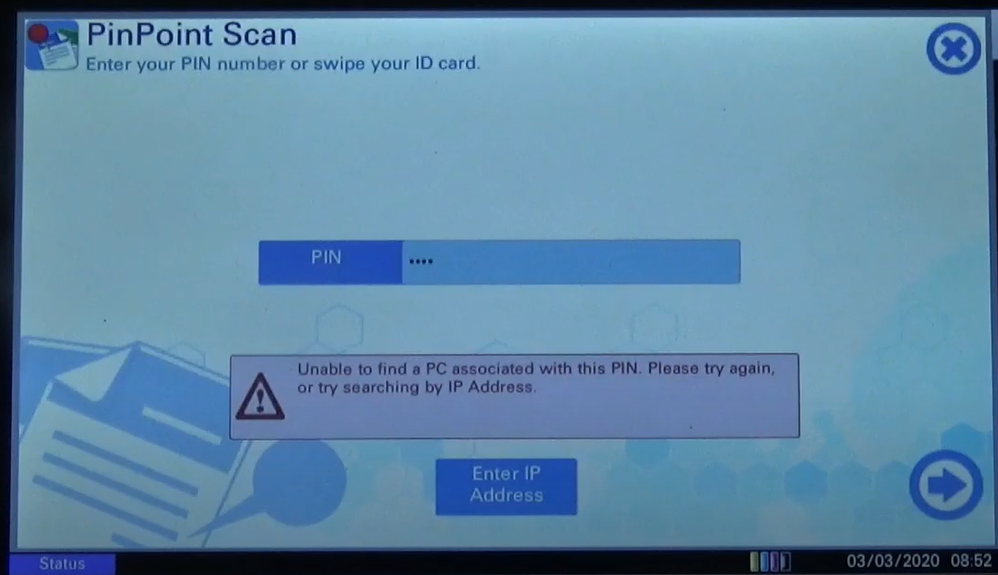 PinPoint Scan
Enter your PIN number or swipe your ID card.
PIN ••••
Unable to find a PC associated with this PIN. Please try again,
or try searching by IP Address.
Enter IP
Address
Status
03/03/2020 08:52